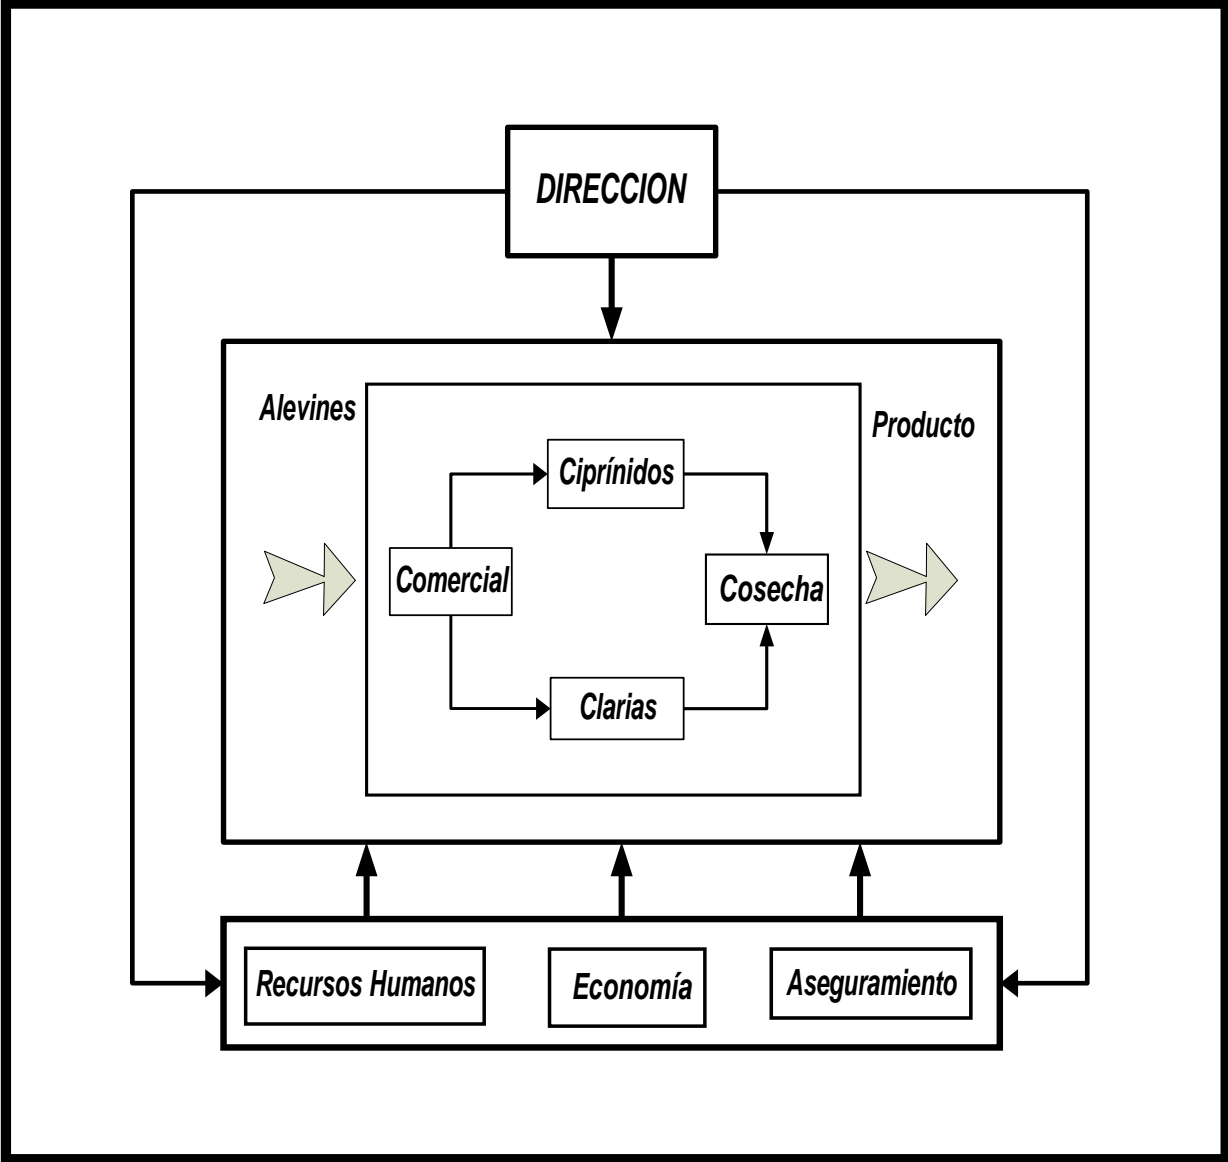 DIRECCION
Alevines
Producto
Ciprínidos
Comercial
Cosecha
Clarias
Recursos Humanos
Economía
Aseguramiento